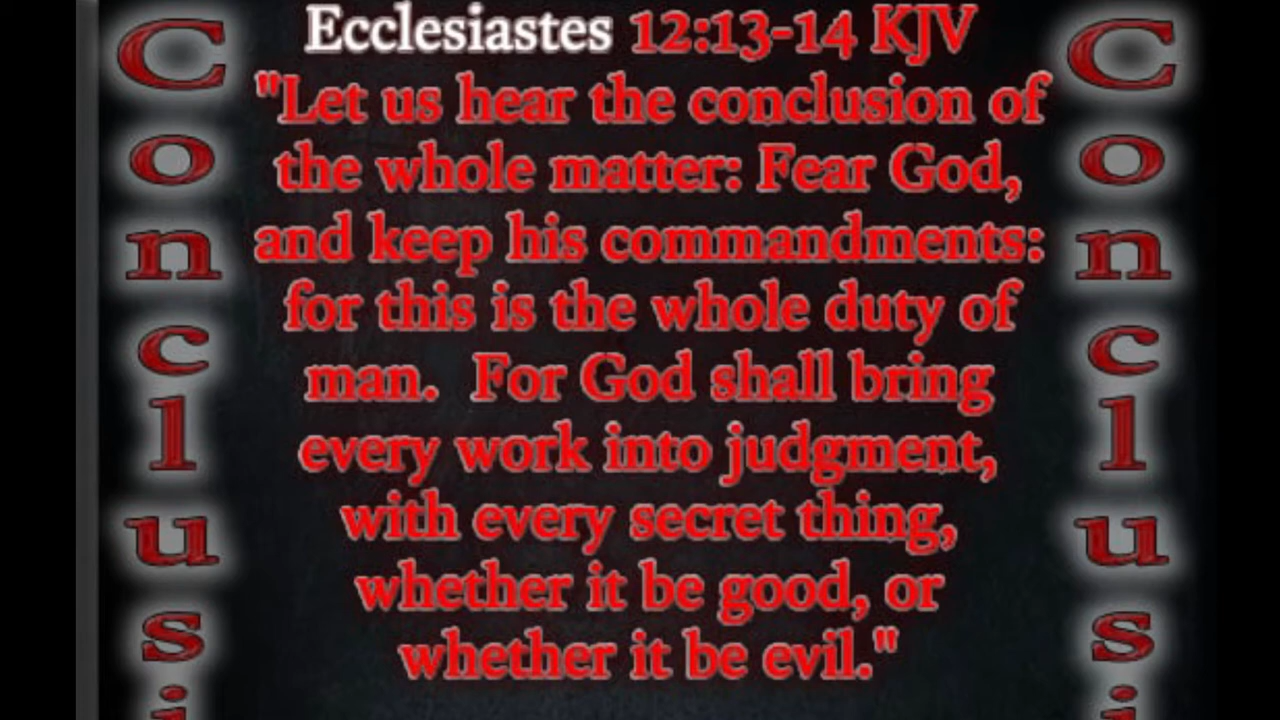 Ecclesiastes 12:13-14 KJV
"Let us hear the conclusion of
the whole matter: Fear God,
and keep his commandments:
for this is the whole duty of
man.  For God shall bring
every work into judgment,
with every secret thing,
whether it be good, or
whether it be evil."
C
o
n
c
l
u
s
i
C
o
n
c
l
u
s
i